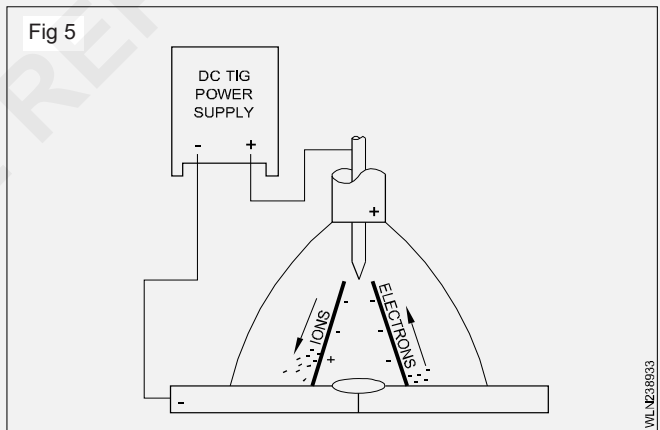 Fig 5
DC TIG
POWER
SUPPLY
- +
+
IONS
ELECTRONS
+
-
WLN238933